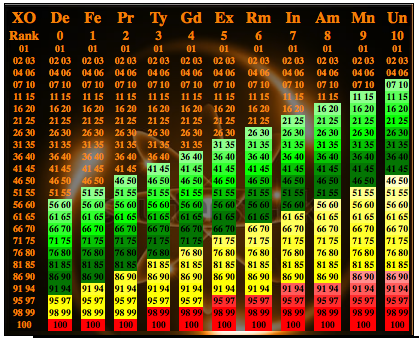 XO De Fe Pr Ty Gd Ex Rm In Am Mn Un
Rank 0 1 2 3 4 5 6 7 8 9 10
01 01 01 01 01 01 01 01 01 01 01 01
02 03 02 03 02 03 02 03 02 03 02 03 02 03 02 03 02 03 02 03 02 03 02 03
04 06 04 06 04 06 04 06 04 06 04 06 04 06 04 06 04 06 04 06 04 06 04 06
07 10 07 10 07 10 07 10 07 10 07 10 07 10 07 10 07 10 07 10 07 10 07 10
11 15 11 15 11 15 11 15 11 15 11 15 11 15 11 15 11 15 11 15 11 15 11 15
16 20 16 20 16 20 16 20 16 20 16 20 16 20 16 20 16 20 16 20 16 20 16 20
21 25 21 25 21 25 21 25 21 25 21 25 21 25 21 25 21 25 21 25 21 25 21 25
26 30 26 30 26 30 26 30 26 30 26 30 26 30 26 30 26 30 26 30 26 30 26 30
31 35 31 35 31 35 31 35 31 35 31 35 31 35 31 35 31 35 31 35 31 35 31 35
36 40 36 40 36 40 36 40 36 40 36 40 36 40 36 40 36 40 36 40 36 40 36 40
41 45 41 45 41 45 41 45 41 45 41 45 41 45 41 45 41 45 41 45 41 45 41 45
46 50 46 50 46 50 46 50 46 50 46 50 46 50 46 50 46 50 46 50 46 50 46 50
51 55 51 55 51 55 51 55 51 55 51 55 51 55 51 55 51 55 51 55 51 55 51 55
56 60 56 60 56 60 56 60 56 60 56 60 56 60 56 60 56 60 56 60 56 60 56 60
61 65 61 65 61 65 61 65 61 65 61 65 61 65 61 65 61 65 61 65 61 65 61 65
66 70 66 70 66 70 66 70 66 70 66 70 66 70 66 70 66 70 66 70 66 70 66 70
71 75 71 75 71 75 71 75 71 75 71 75 71 75 71 75 71 75 71 75 71 75 71 75
76 80 76 80 76 80 76 80 76 80 76 80 76 80 76 80 76 80 76 80 76 80 76 80
81 85 81 85 81 85 81 85 81 85 81 85 81 85 81 85 81 85 81 85 81 85 81 85
86 90 86 90 86 90 86 90 86 90 86 90 86 90 86 90 86 90 86 90 86 90 86 90
91 94 91 94 91 94 91 94 91 94 91 94 91 94 91 94 91 94 91 94 91 94 91 94
95 97 95 97 95 97 95 97 95 97 95 97 95 97 95 97 95 97 95 97 95 97 95 97
98 99 98 99 98 99 98 99 98 99 98 99 98 99 98 99 98 99 98 99 98 99 98 99
100 100 100 100 100 100 100 100 100 100 100 100